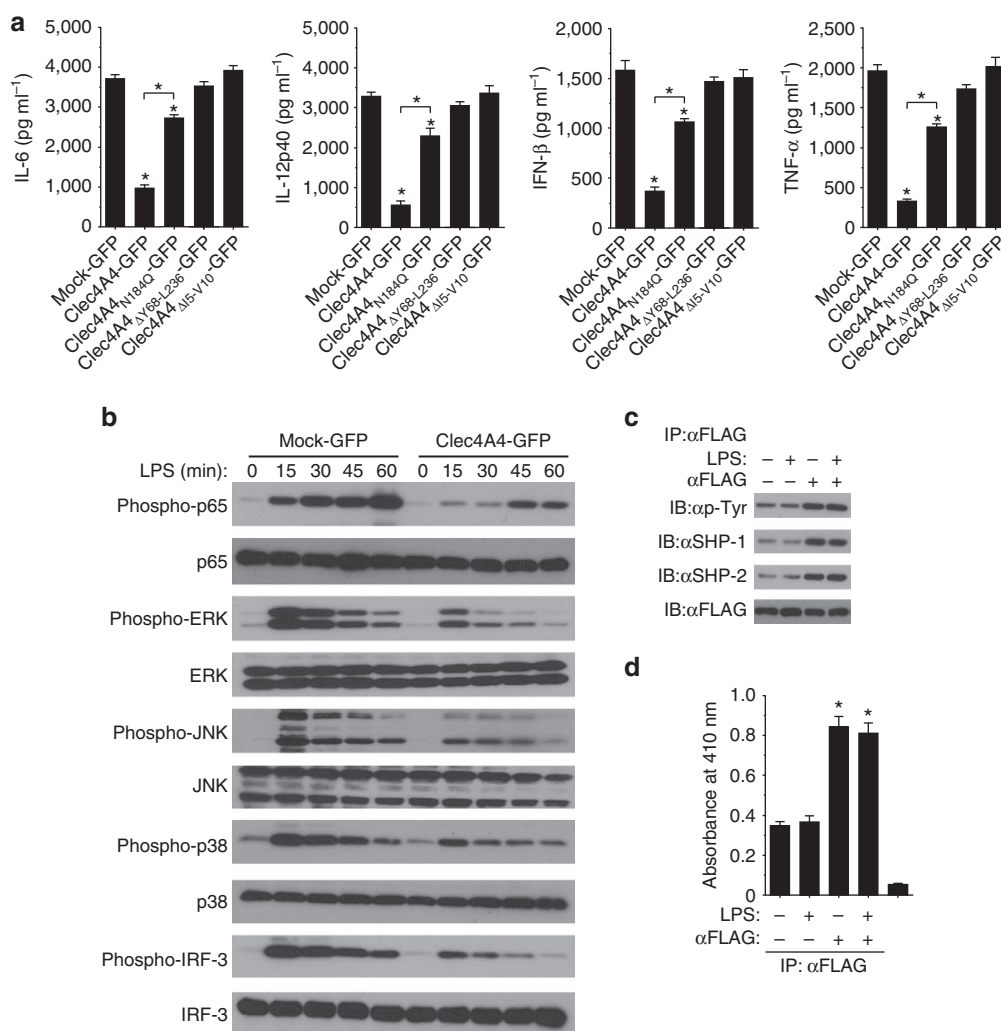 a
5,000
4,000
3,000
2,000
1,000
0
IL-6 (pg ml⁻¹)
*
*
*
Mock-GFP
Clec4A4-GFP
Clec4A4N184Q-GFP
Clec4A4ΔY68-L236-GFP
Clec4A4ΔI5-V10-GFP
5,000
4,000
3,000
2,000
1,000
0
IL-12p40 (pg ml⁻¹)
*
*
*
Mock-GFP
Clec4A4-GFP
Clec4A4N184Q-GFP
Clec4A4ΔY68-L236-GFP
Clec4A4ΔI5-V10-GFP
2,000
1,500
1,000
500
0
IFN-β (pg ml⁻¹)
*
*
*
Mock-GFP
Clec4A4-GFP
Clec4A4N184Q-GFP
Clec4A4ΔY68-L236-GFP
Clec4A4ΔI5-V10-GFP
2,500
2,000
1,500
1,000
500
0
TNF-α (pg ml⁻¹)
*
*
*
Mock-GFP
Clec4A4-GFP
Clec4A4N184Q-GFP
Clec4A4ΔY68-L236-GFP
Clec4A4ΔI5-V10-GFP
b
Mock-GFP Clec4A4-GFP
LPS (min): 0 15 30 45 60 0 15 30 45 60
Phospho-p65
p65
Phospho-ERK
ERK
Phospho-JNK
JNK
Phospho-p38
p38
Phospho-IRF-3
IRF-3
c
IP:αFLAG
LPS: – + – +
αFLAG – – + +
IB:αp-Tyr
IB:αSHP-1
IB:αSHP-2
IB:αFLAG
d
1.0
0.8
0.6
0.4
0.2
0
Absorbance at 410 nm
* *
LPS: – + – +
αFLAG: – – + +
IP: αFLAG